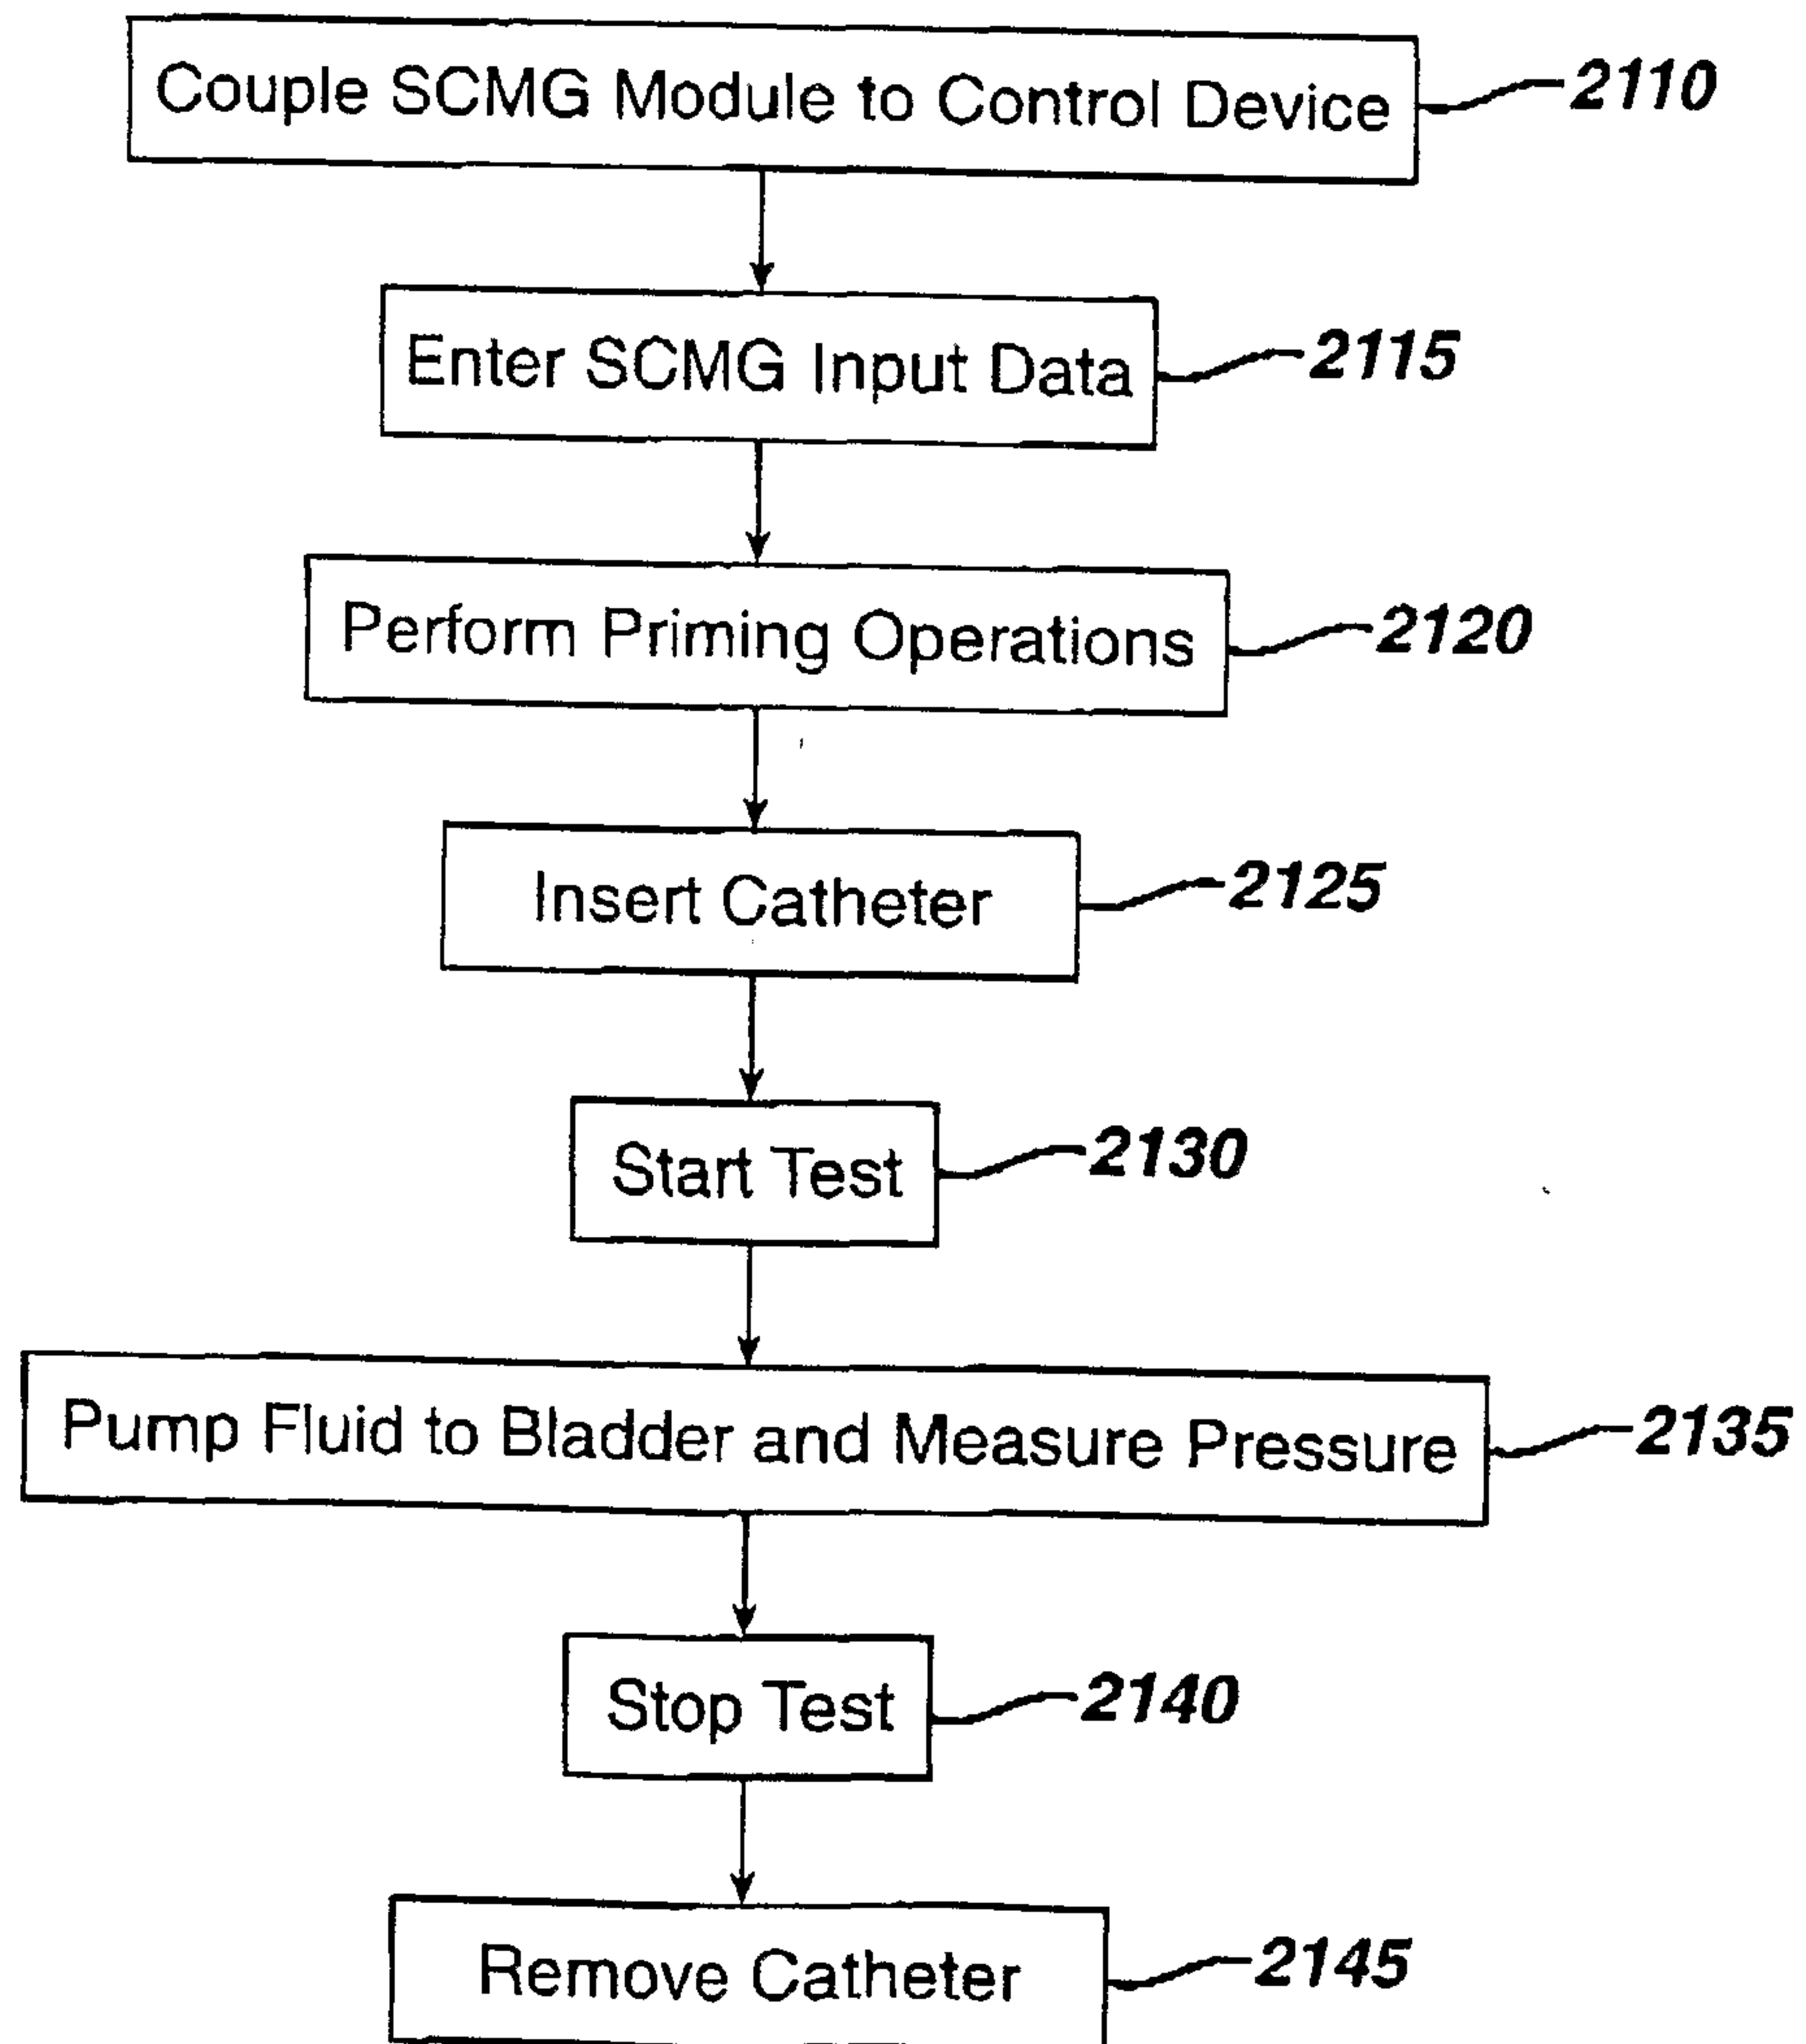 Couple SCMG Module to Control Device 2110
Enter SCMG Input Data 2115
Perform Priming Operations 2120
Insert Catheter 2125
Start Test 2130
Pump Fluid to Bladder and Measure Pressure 2135
Stop Test 2140
Remove Catheter 2145